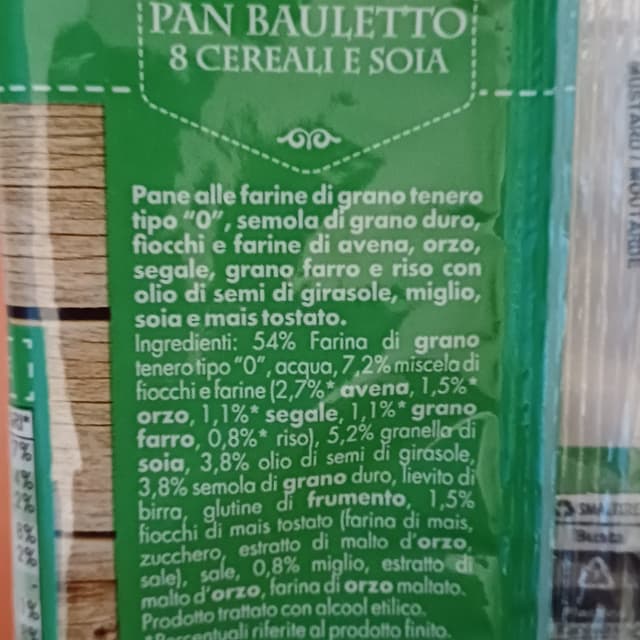 PAN BAULETTO
8 CEREALI E SOIA
Pane alle farine di grano tenero
tipo "0", semola di grano duro,
fiocchi e farine di avena, orzo,
segale, grano farro e riso con
olio di semi di girasole, miglio,
soia e mais tostato.
Ingredienti: 54% Farina di grano
tenero tipo "0", acqua, 7,2% miscela di
fiocchi e farine (2,7%* avena, 1,5%*
orzo, 1,1%* segale, 1,1%* grano
farro, 0,8%* riso), 5,2% granella di
soia, 3,8% olio di semi di girasole,
3,8% semola di grano duro, lievito di
birra, glutine di frumento, 1,5%
fiocchi di mais tostato (farina di mais,
zucchero, estratto di malto d'orzo,
sale), sale, 0,8% miglio, estratto di
malto d'orzo, farina di orzo maltato.
Prodotto trattato con alcool etilico.
*Percentuali riferite al prodotto finito.